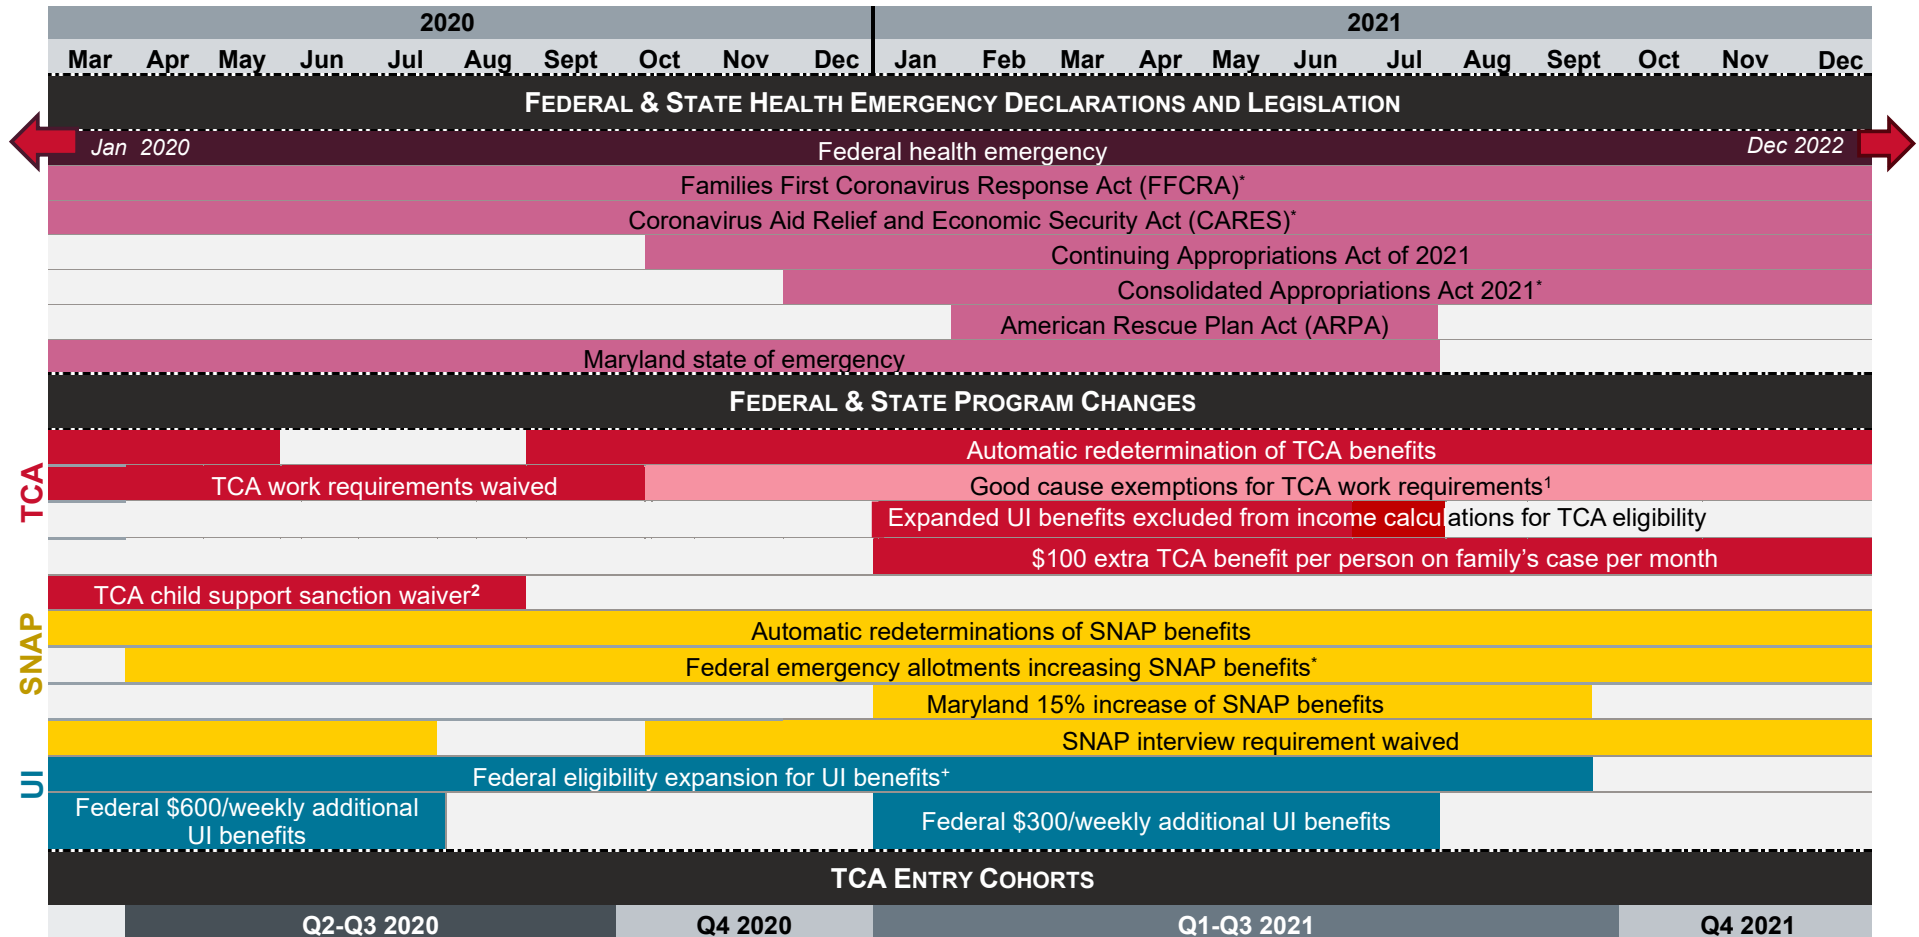 2020 2021
Mar Apr May Jun Jul Aug Sept Oct Nov Dec Jan Feb Mar Apr May Jun Jul Aug Sept Oct Nov Dec
FEDERAL & STATE HEALTH EMERGENCY DECLARATIONS AND LEGISLATION
Jan 2020 Federal health emergency Dec 2022
Families First Coronavirus Response Act (FFCRA)*
Coronavirus Aid Relief and Economic Security Act (CARES)*
Continuing Appropriations Act of 2021
Consolidated Appropriations Act 2021*
American Rescue Plan Act (ARPA)
Maryland state of emergency
FEDERAL & STATE PROGRAM CHANGES
TCA
Automatic redetermination of TCA benefits
TCA work requirements waived Good cause exemptions for TCA work requirements¹
Expanded UI benefits excluded from income calculations for TCA eligibility
$100 extra TCA benefit per person on family’s case per month
TCA child support sanction waiver²
SNAP
Automatic redeterminations of SNAP benefits
Federal emergency allotments increasing SNAP benefits*
Maryland 15% increase of SNAP benefits
SNAP interview requirement waived
UI
Federal eligibility expansion for UI benefits⁺
Federal $600/weekly additional
UI benefits
Federal $300/weekly additional UI benefits
TCA ENTRY COHORTS
Q2-Q3 2020 Q4 2020 Q1-Q3 2021 Q4 2021